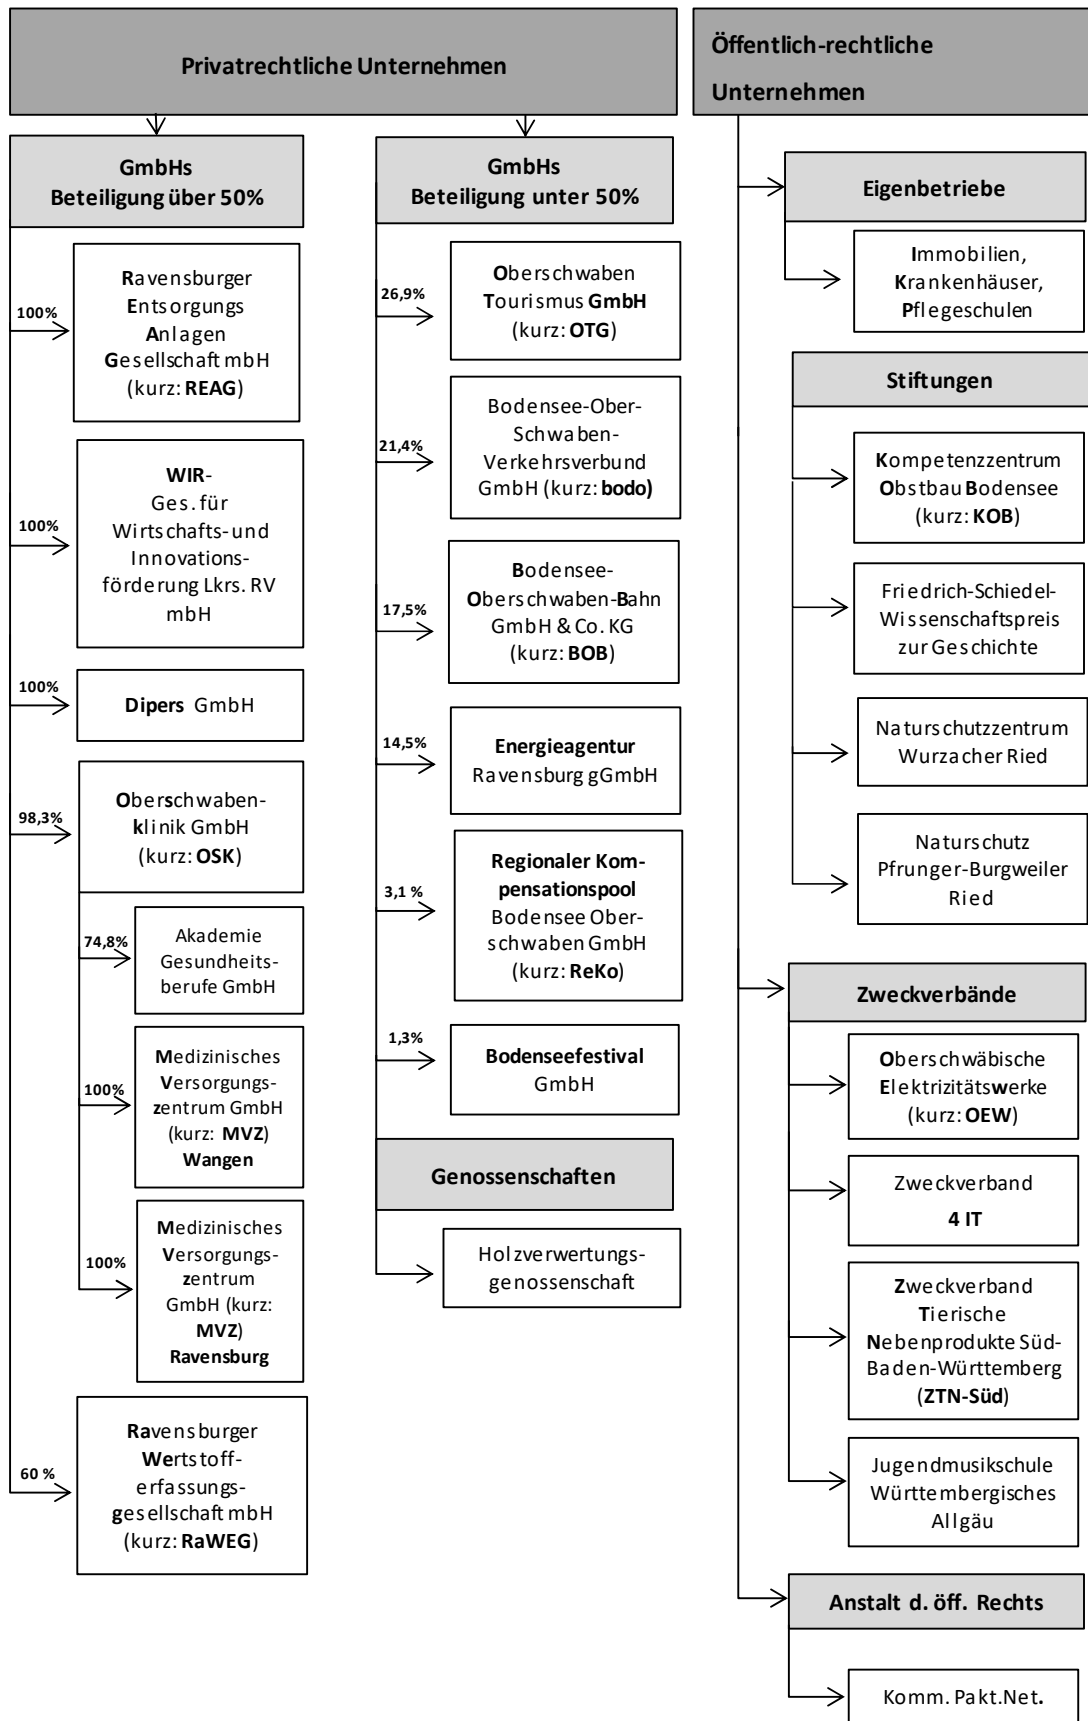 Privatrechtliche Unternehmen
GmbHs
Beteiligung über 50%
100%
Ravensburger
Entsorgungs
Anlagen
Gesellschaft mbH
(kurz: REAG)
100%
WIR-
Ges. für
Wirtschafts- und
Innovations-
förderung Lkrs. RV
mbH
100%
Dipers GmbH
98,3%
Oberschwaben-
klinik GmbH
(kurz: OSK)
74,8%
Akademie
Gesundheits-
berufe GmbH
100%
Medizinisches
Versorgungs-
zentrum GmbH
(kurz: MVZ)
Wangen
100%
Medizinisches
Versorgungs-
zentrum
GmbH (kurz:
MVZ)
Ravensburg
60 %
Ravensburger
Wertstoff-
erfassungs-
gesellschaft mbH
(kurz: RaWEG)
GmbHs
Beteiligung unter 50%
26,9%
Oberschwaben
Tourismus GmbH
(kurz: OTG)
21,4%
Bodensee-Ober-
Schwaben-
Verkehrsverbund
GmbH (kurz: bodo)
17,5%
Bodensee-
Oberschwaben-Bahn
GmbH & Co. KG
(kurz: BOB)
14,5%
Energieagentur
Ravensburg gGmbH
3,1 %
Regionaler Kom-
pensationspool
Bodensee Ober-
schwaben GmbH
(kurz: ReKo)
1,3%
Bodenseefestival
GmbH
Genossenschaften
Holzverwertungs-
genossenschaft
Öffentlich-rechtliche
Unternehmen
Eigenbetriebe
Immobilien,
Krankenhäuser,
Pflegeschulen
Stiftungen
Kompetenzzentrum
Obstbau Bodensee
(kurz: KOB)
Friedrich-Schiedel-
Wissenschaftspreis
zur Geschichte
Naturschutzzentrum
Wurzacher Ried
Naturschutz
Pfrunger-Burgweiler
Ried
Zweckverbände
Oberschwäbische
Elektrizitätswerke
(kurz: OEW)
Zweckverband
4 IT
Zweckverband
Tierische
Nebenprodukte Süd-
Baden-Württemberg
(ZTN-Süd)
Jugendmusikschule
Württembergisches
Allgäu
Anstalt d. öff. Rechts
Komm. Pakt.Net.